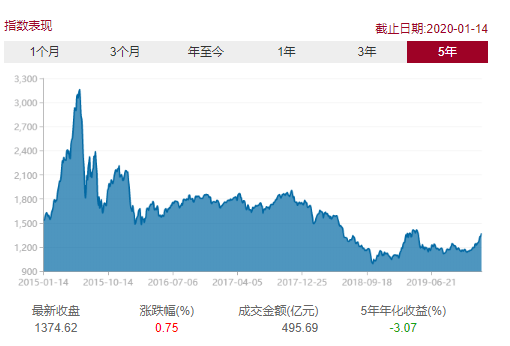 指数表现
截止日期:2020-01-14
1个月 3个月 年至今 1年 3年 5年
3,300
3,000
2,700
2,400
2,100
1,800
1,500
1,200
900
2015-01-14 2015-10-14 2016-07-06 2017-04-05 2017-12-25 2018-09-18 2019-06-21
最新收盘 涨跌幅(%) 成交金额(亿元) 5年年化收益(%)
1374.62 0.75 495.69 -3.07